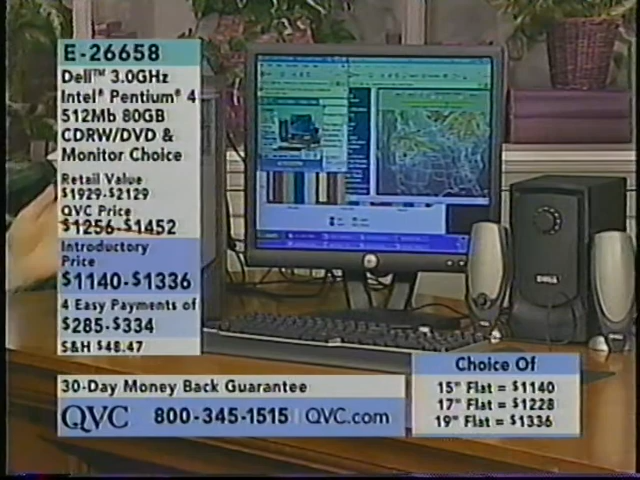 E-26658
Dell™ 3.0GHz
Intel® Pentium® 4
512Mb 80GB
CDRW/DVD &
Monitor Choice
Retail Value
$1929-$2129
QVC Price
$1256-$1452
Introductory
Price
$1140-$1336
4 Easy Payments of
$285-$334
S&H $48.47
DELL
Choice Of
15" Flat = $1140
17" Flat = $1228
19" Flat = $1336
30-Day Money Back Guarantee
QVC 800-345-1515 | QVC.com